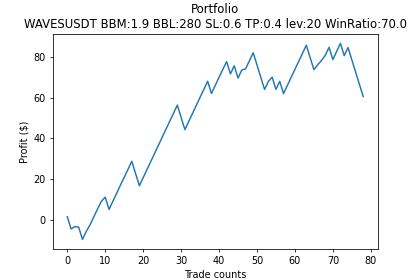 Portfolio
WAVESUSDT BBM:1.9 BBL:280 SL:0.6 TP:0.4 lev:20 WinRatio:70.0
80
60
40
20
0
Profit ($)
0 10 20 30 40 50 60 70 80
Trade counts